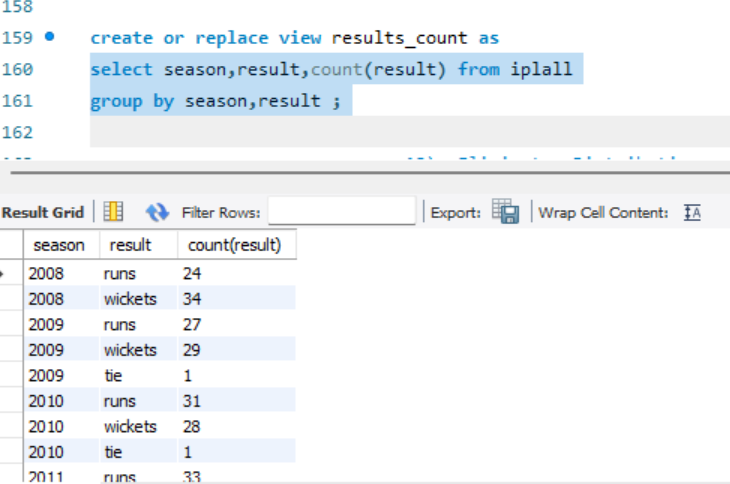 158
159 create or replace view results_count as
160 select season,result,count(result) from iplall
161 group by season,result ;
162
Result Grid Filter Rows: Export: Wrap Cell Content: IA
season result count(result)
2008 runs 24
2008 wickets 34
2009 runs 27
2009 wickets 29
2009 tie 1
2010 runs 31
2010 wickets 28
2010 tie 1
2011 runs 33